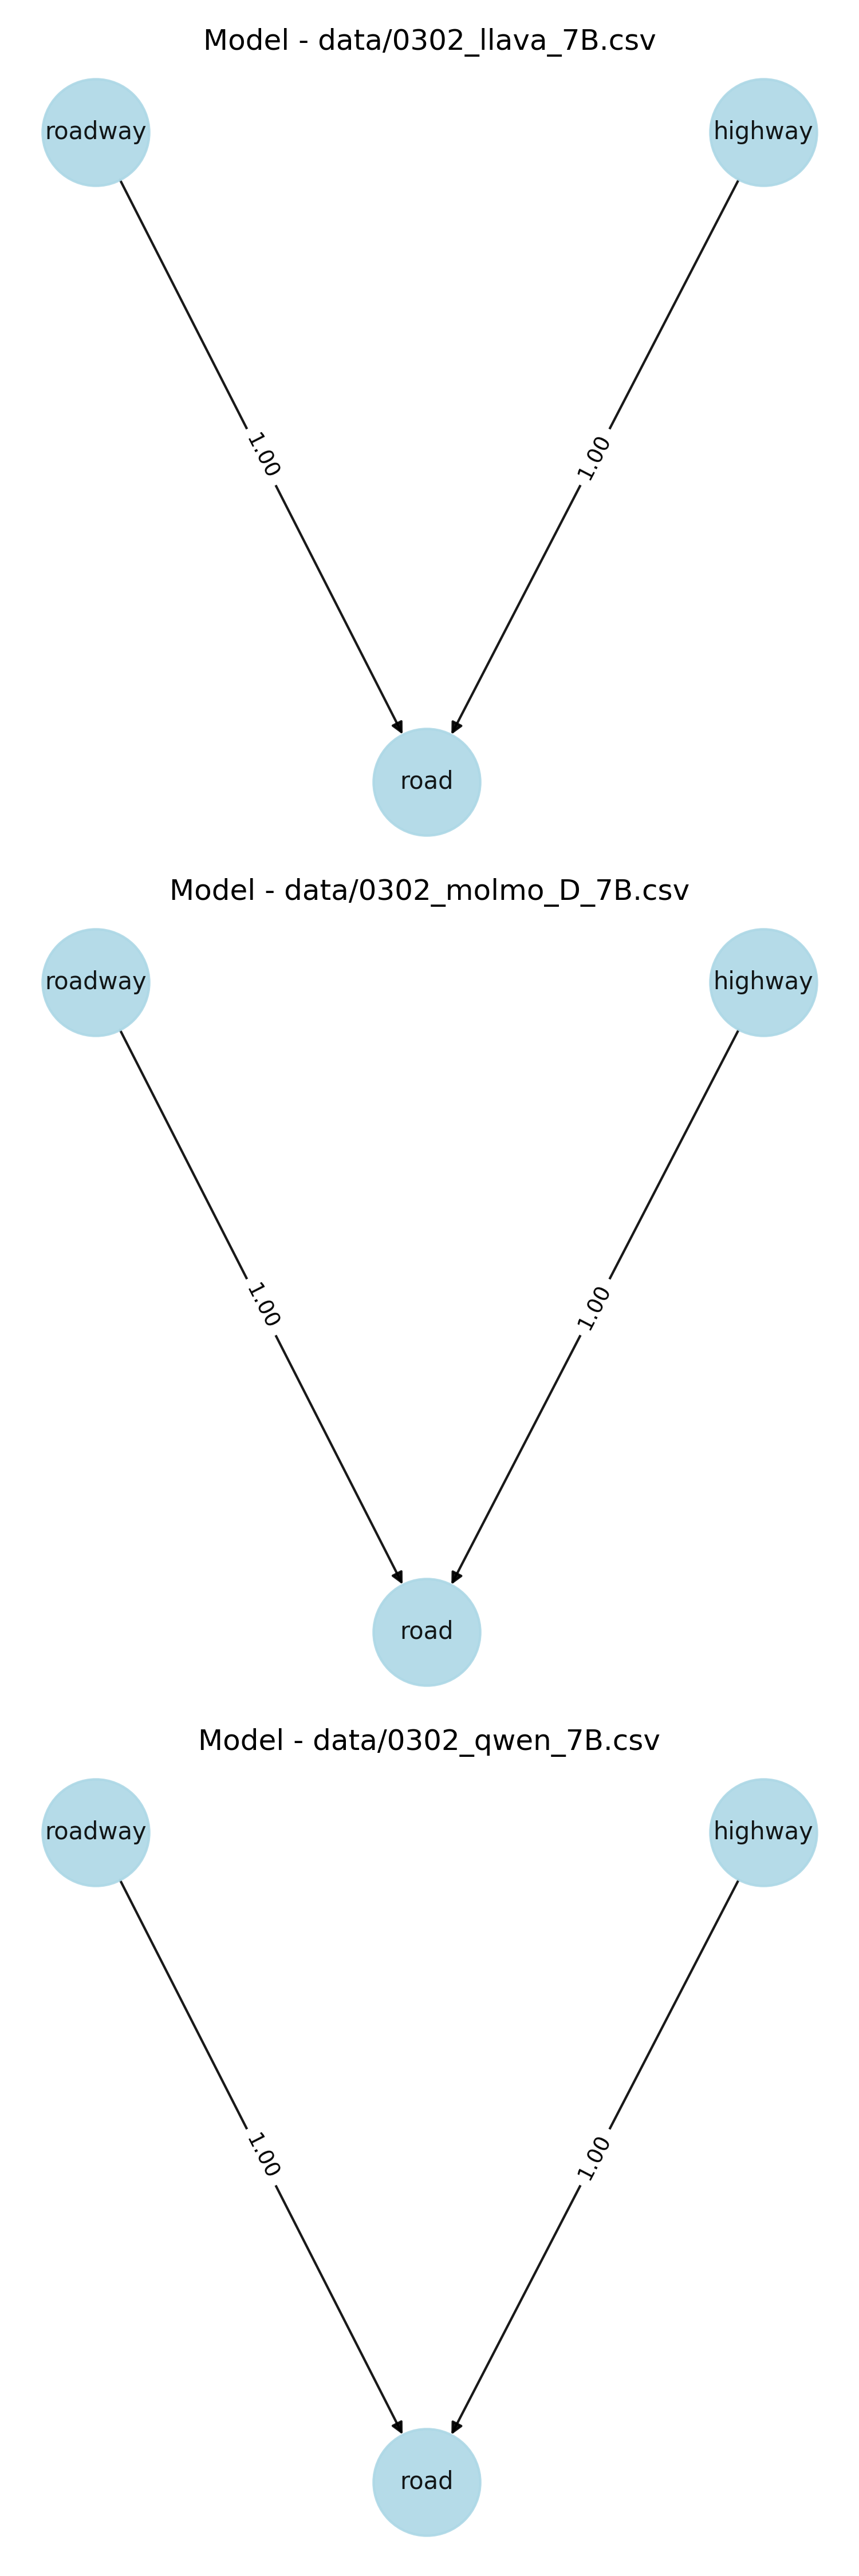 Model - data/0302_llava_7B.csv
roadway
highway
1.00
1.00
road
Model - data/0302_molmo_D_7B.csv
roadway
highway
1.00
1.00
road
Model - data/0302_qwen_7B.csv
roadway
highway
1.00
1.00
road